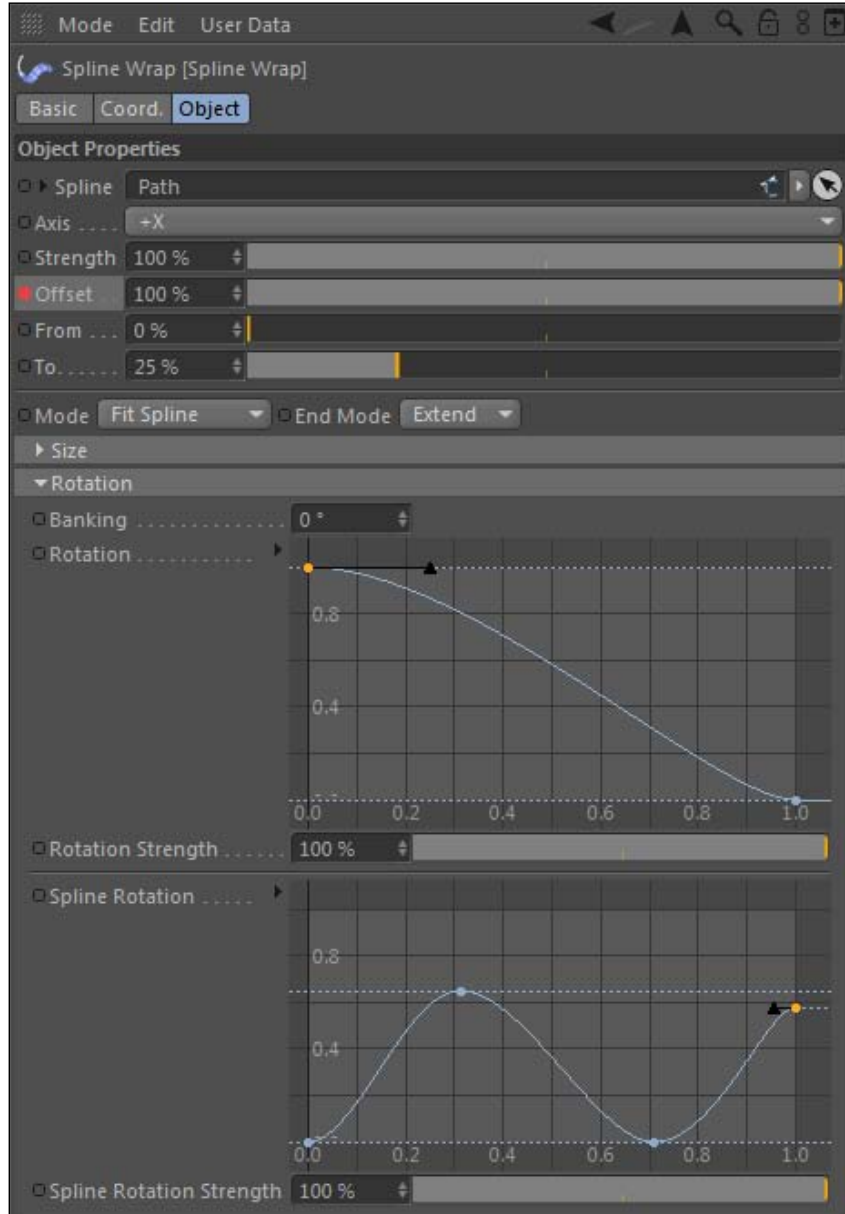 Mode Edit User Data
Spline Wrap [Spline Wrap]
Basic Coord. Object
Object Properties
Spline Path
Axis .... +X
Strength 100 %
Offset .. 100 %
From ... 0 %
To...... 25 %
Mode Fit Spline End Mode Extend
Size
Rotation
Banking .............. 0 °
Rotation ...........
0.8
0.4
0.0 0.2 0.4 0.6 0.8 1.0
Rotation Strength ...... 100 %
Spline Rotation .....
0.8
0.4
0.0 0.2 0.4 0.6 0.8 1.0
Spline Rotation Strength 100 %